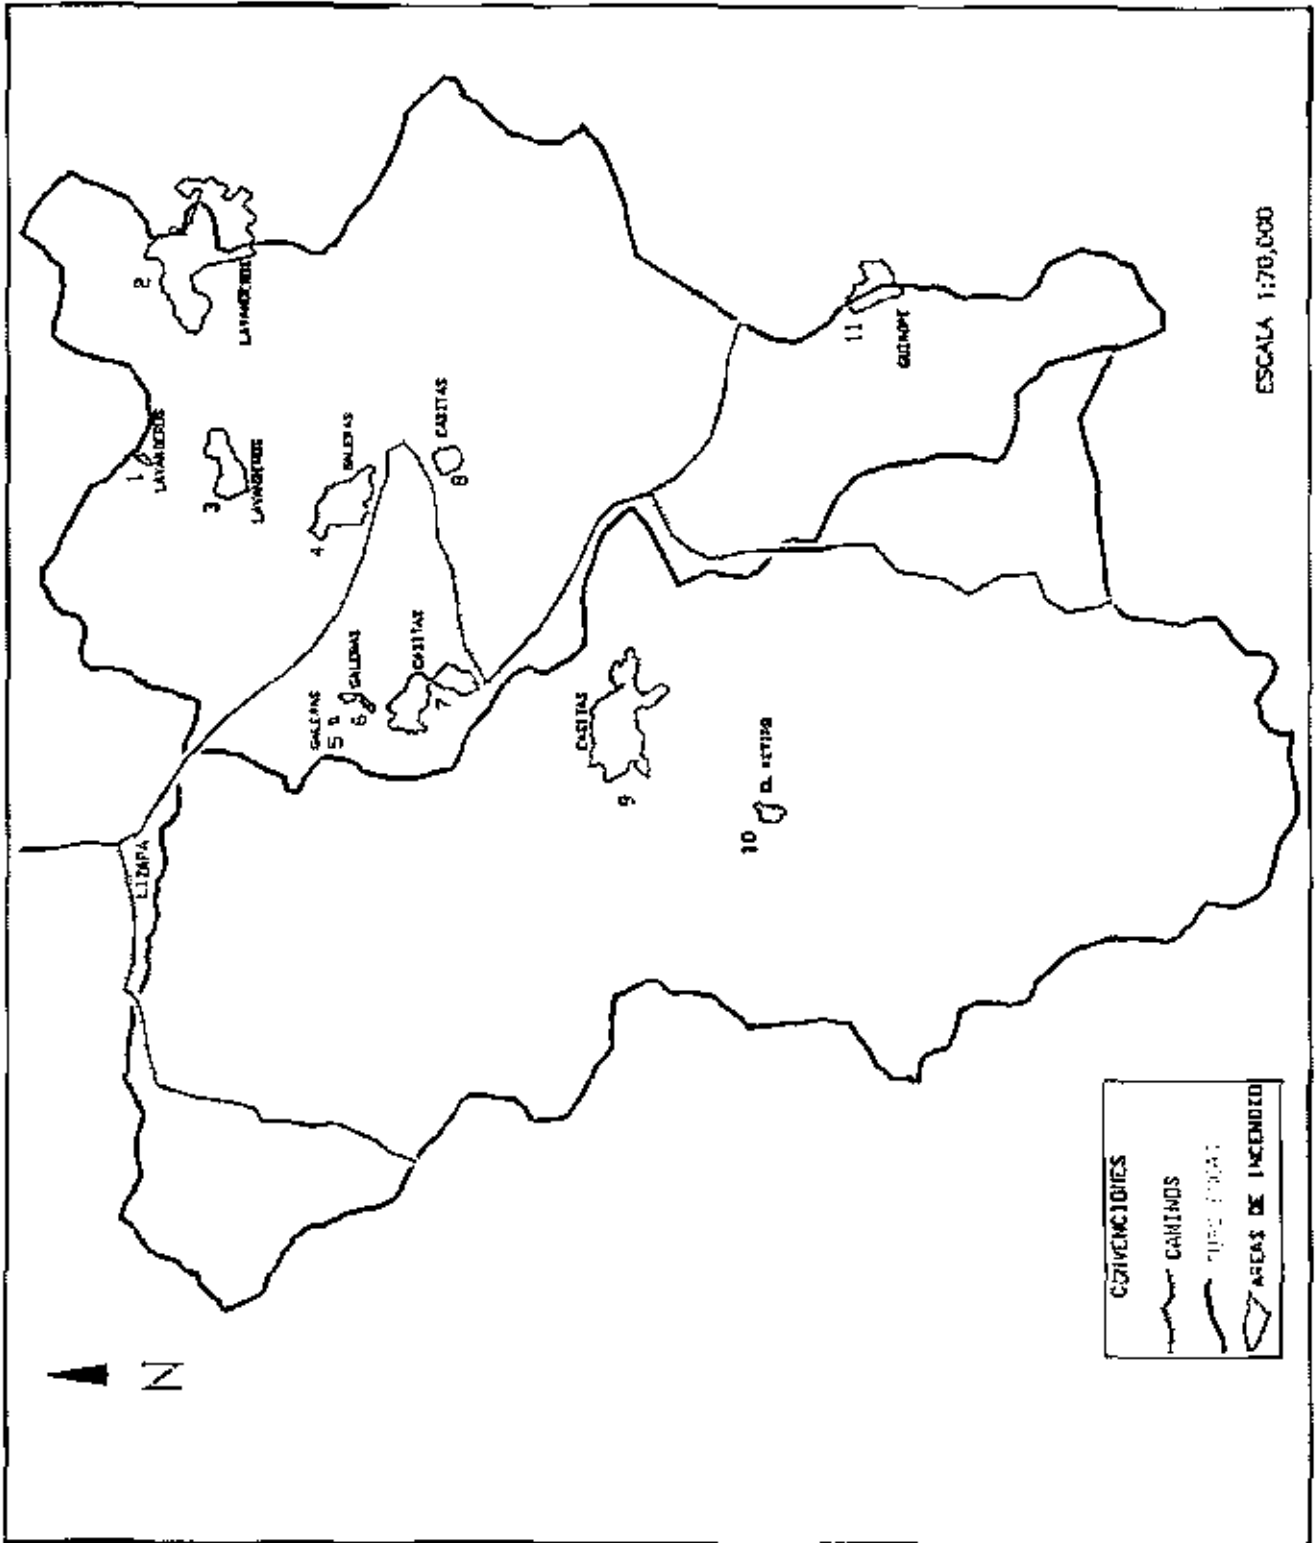 1
LAVANDEROS
2
LAVANDEROS
3
LAVANDEROS
4
GALERAS
GALERAS
5
6
GALERAS
CASITAS
7
CASITAS
8
CASITAS
9
10
EL RETIRO
11
GUINOPE
LIZAPA
N
ESCALA 1:70,000
CONVENCIONES
CAMINOS
AREAS DE INCENDIO